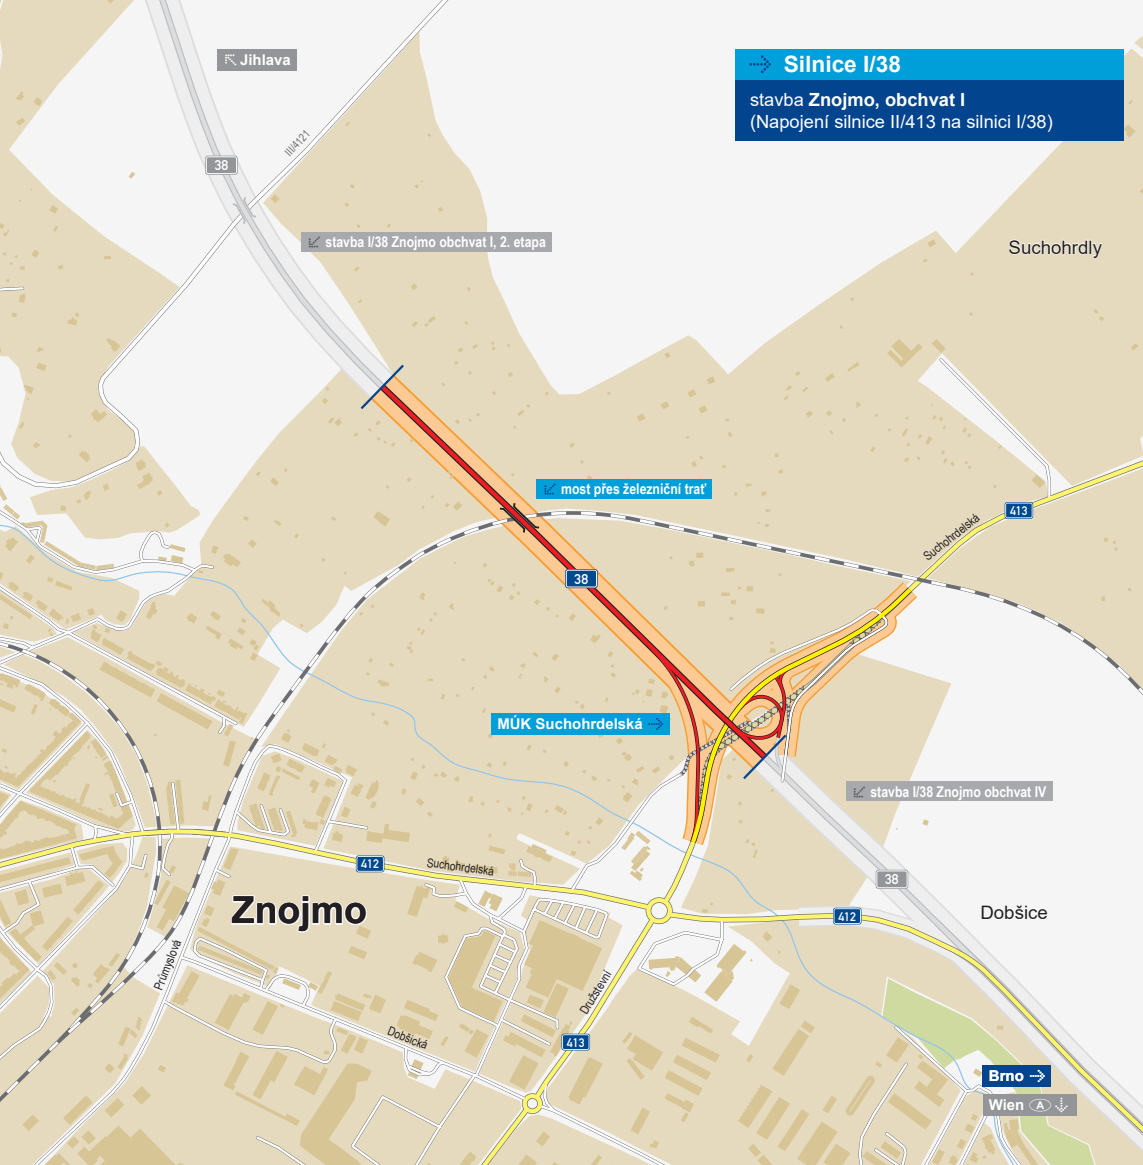 Jihlava
Silnice I/38
stavba Znojmo, obchvat I
(Napojení silnice II/413 na silnici I/38)
III/4121
38
stavba I/38 Znojmo obchvat I, 2. etapa
Suchohrdly
most přes železniční trať
413
Suchohrdelská
38
MÚK Suchohrdelská
stavba I/38 Znojmo obchvat IV
412
Suchohrdelská
38
Znojmo
412
Dobšice
Průmyslová
Družstevní
Dobšická
413
Brno
Wien A